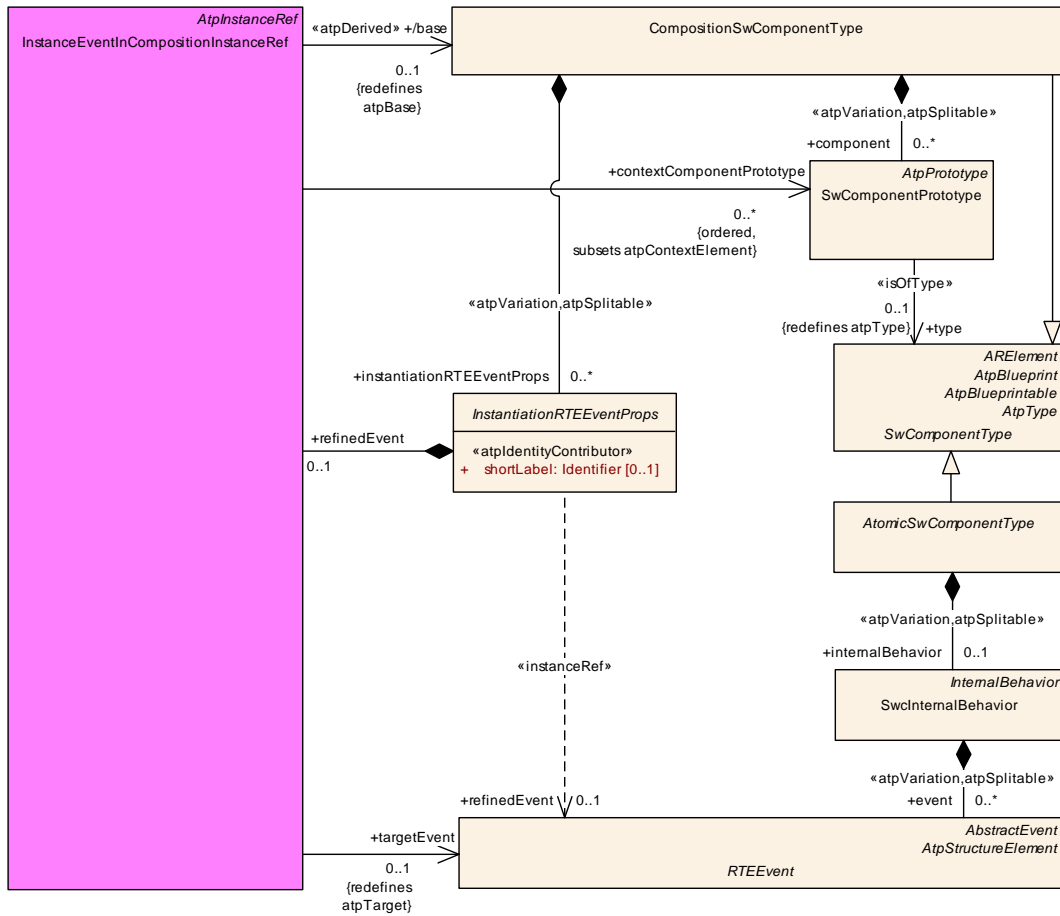 AtpInstanceRef
InstanceEventInCompositionInstanceRef
«atpDerived» +/base
0..1
{redefines
atpBase}
CompositionSwComponentType
«atpVariation,atpSplitable»
+component 0..*
+contextComponentPrototype
0..*
{ordered,
subsets atpContextElement}
AtpPrototype
SwComponentPrototype
«isOfType»
0..1
{redefines atpType} +type
«atpVariation,atpSplitable»
+instantiationRTEEventProps 0..*
ARElement
AtpBlueprint
AtpBlueprintable
AtpType
SwComponentType
InstantiationRTEEventProps
«atpIdentityContributor»
+ shortLabel: Identifier [0..1]
+refinedEvent
0..1
AtomicSwComponentType
«atpVariation,atpSplitable»
+internalBehavior 0..1
«instanceRef»
InternalBehavior
SwcInternalBehavior
«atpVariation,atpSplitable»
+event 0..*
+refinedEvent 0..1
+targetEvent
0..1
{redefines
atpTarget}
AbstractEvent
AtpStructureElement
RTEEvent